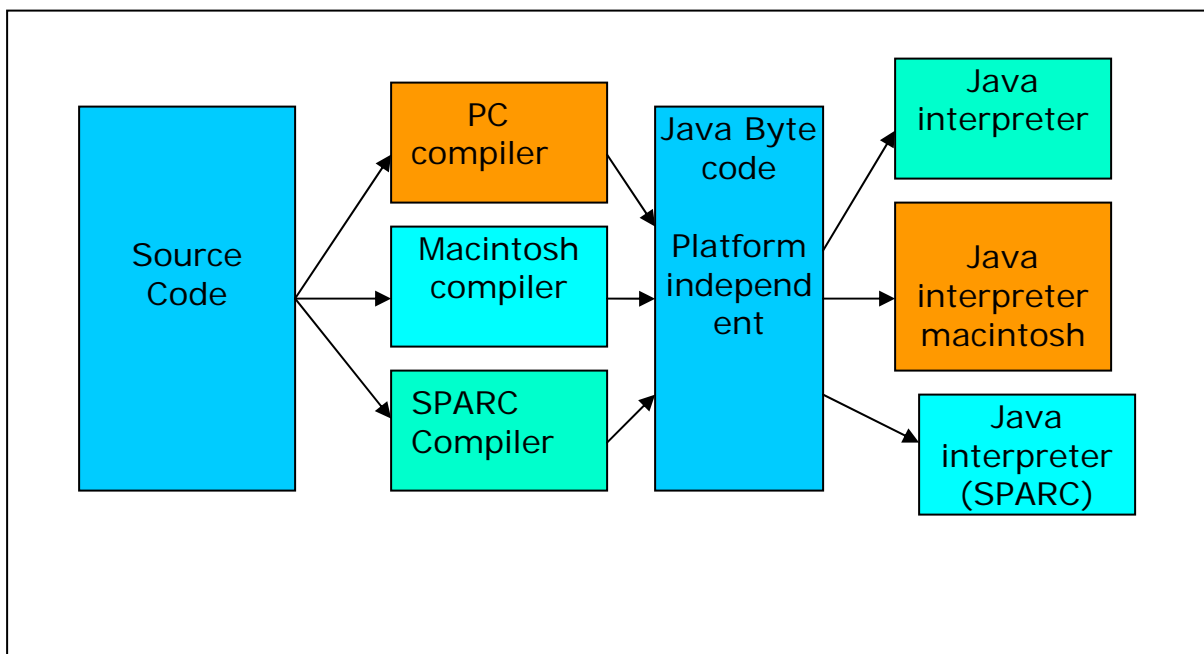 Source
Code
PC
compiler
Macintosh
compiler
SPARC
Compiler
Java Byte
code
Platform
independ
ent
Java
interpreter
Java
interpreter
macintosh
Java
interpreter
(SPARC)